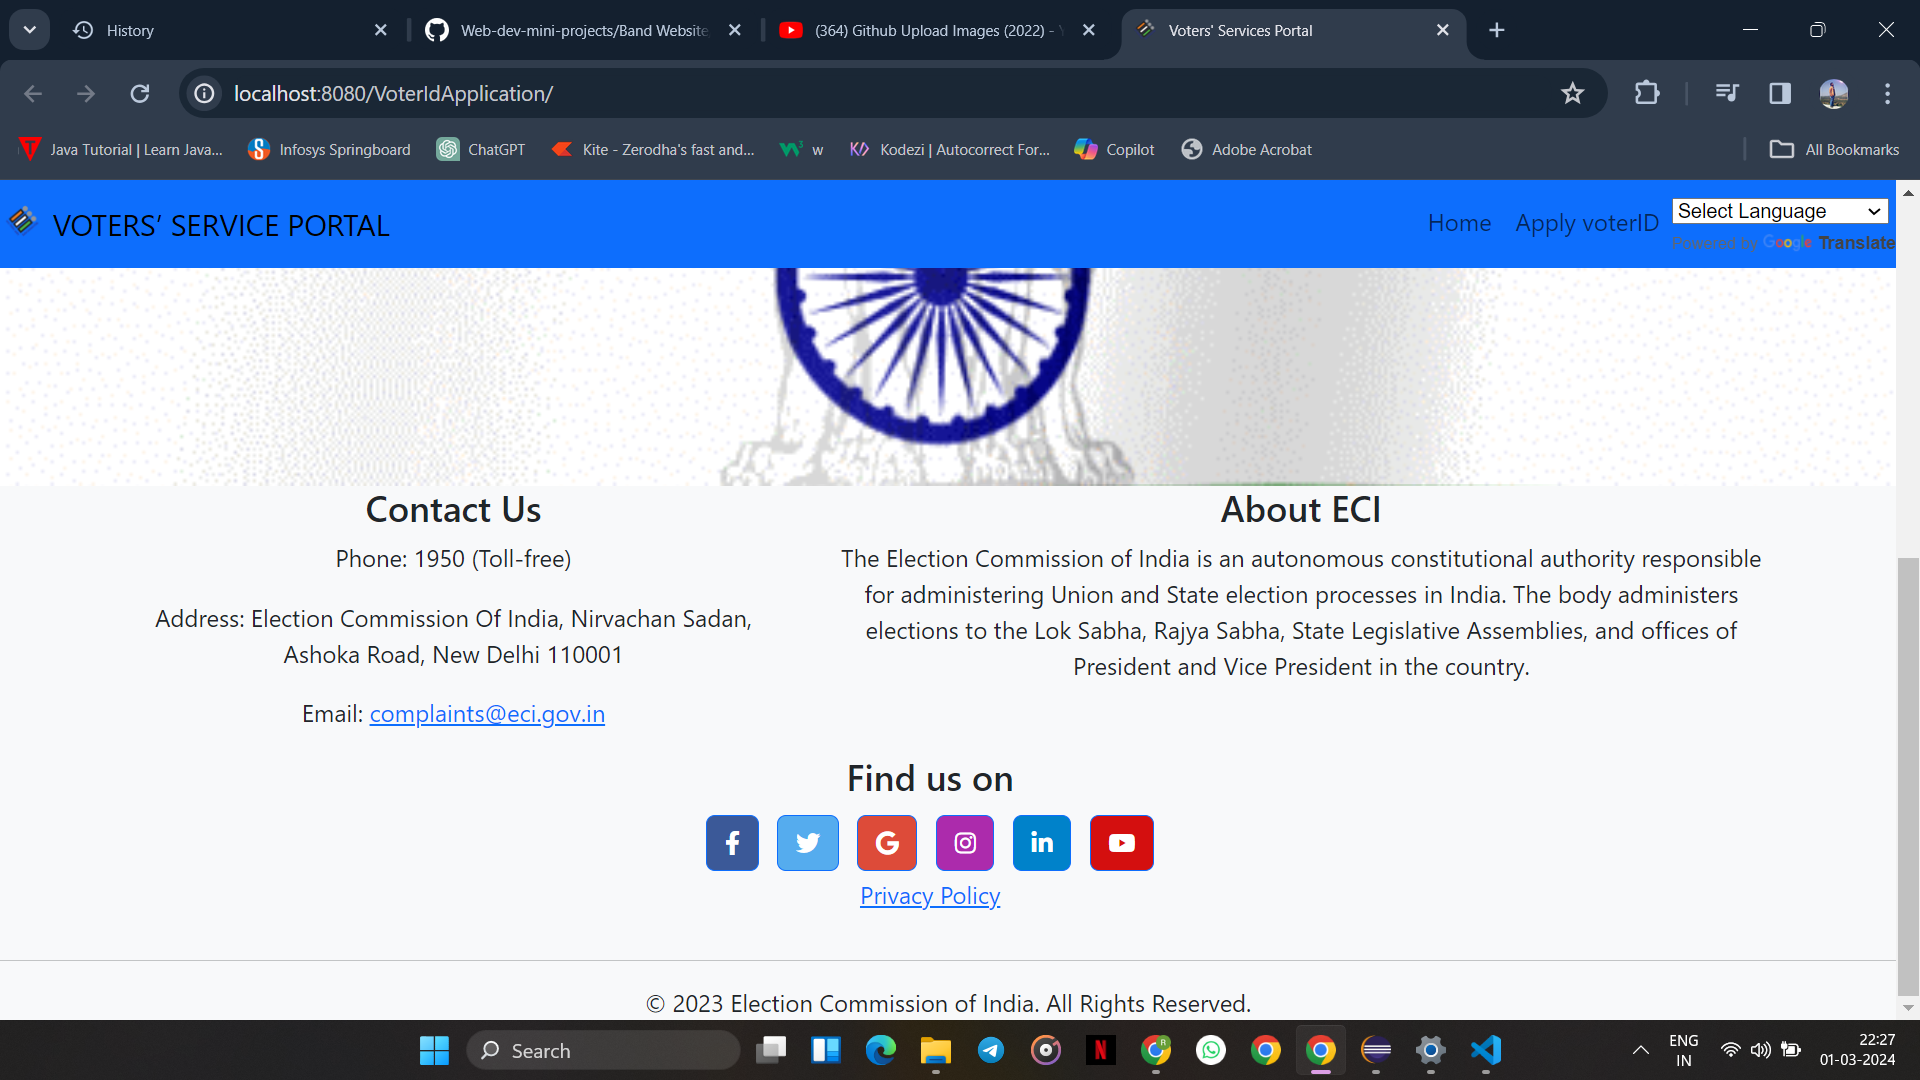 History
Web-dev-mini-projects/Band Website
(364) Github Upload Images (2022) -
Voters' Services Portal
localhost:8080/VoterIdApplication/
Java Tutorial | Learn Java...
Infosys Springboard
ChatGPT
Kite - Zerodha's fast and...
w
Kodezi | Autocorrect For...
Copilot
Adobe Acrobat
All Bookmarks
VOTERS’ SERVICE PORTAL
Home
Apply voterID
Select Language
Powered by Google Translate
Contact Us
Phone: 1950 (Toll-free)
Address: Election Commission Of India, Nirvachan Sadan,
Ashoka Road, New Delhi 110001
Email: complaints@eci.gov.in
About ECI
The Election Commission of India is an autonomous constitutional authority responsible
for administering Union and State election processes in India. The body administers
elections to the Lok Sabha, Rajya Sabha, State Legislative Assemblies, and offices of
President and Vice President in the country.
Find us on
Privacy Policy
© 2023 Election Commission of India. All Rights Reserved.
Search
ENG
IN
22:27
01-03-2024